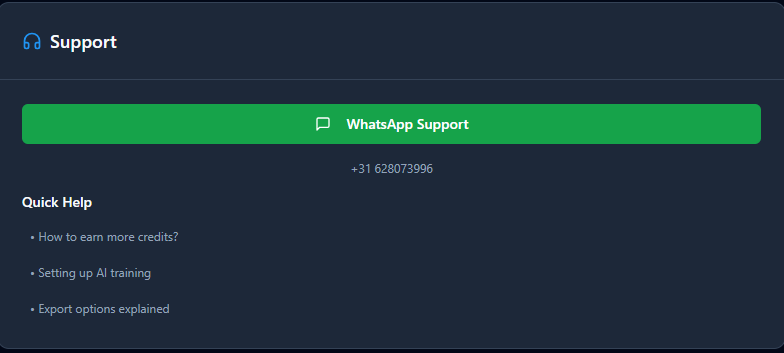 Support
WhatsApp Support
+31 628073996
Quick Help
• How to earn more credits?
• Setting up AI training
• Export options explained